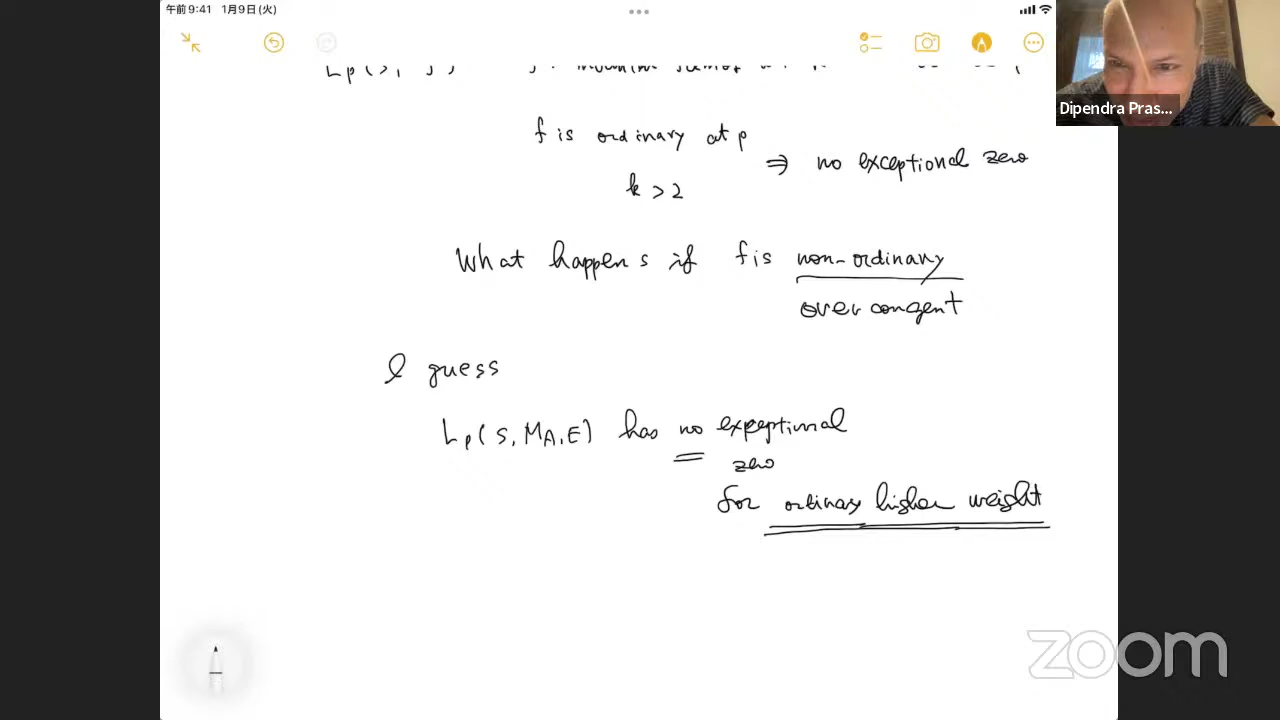 午前9:41 1月9日(火)
Dipendra Pras...
Lp(s,
f is ordinary at p
⇒ no exceptional zero
k > 2
What happens if f is non-ordinary
over congent
I guess
Lp(s, MA,E) has no exceptional
zero
for ordinary higher weight
zoom